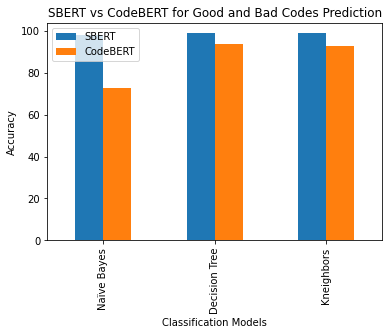 SBERT vs CodeBERT for Good and Bad Codes Prediction
SBERT
CodeBERT
Accuracy
100
80
60
40
20
0
Naïve Bayes
Decision Tree
Kneighbors
Classification Models